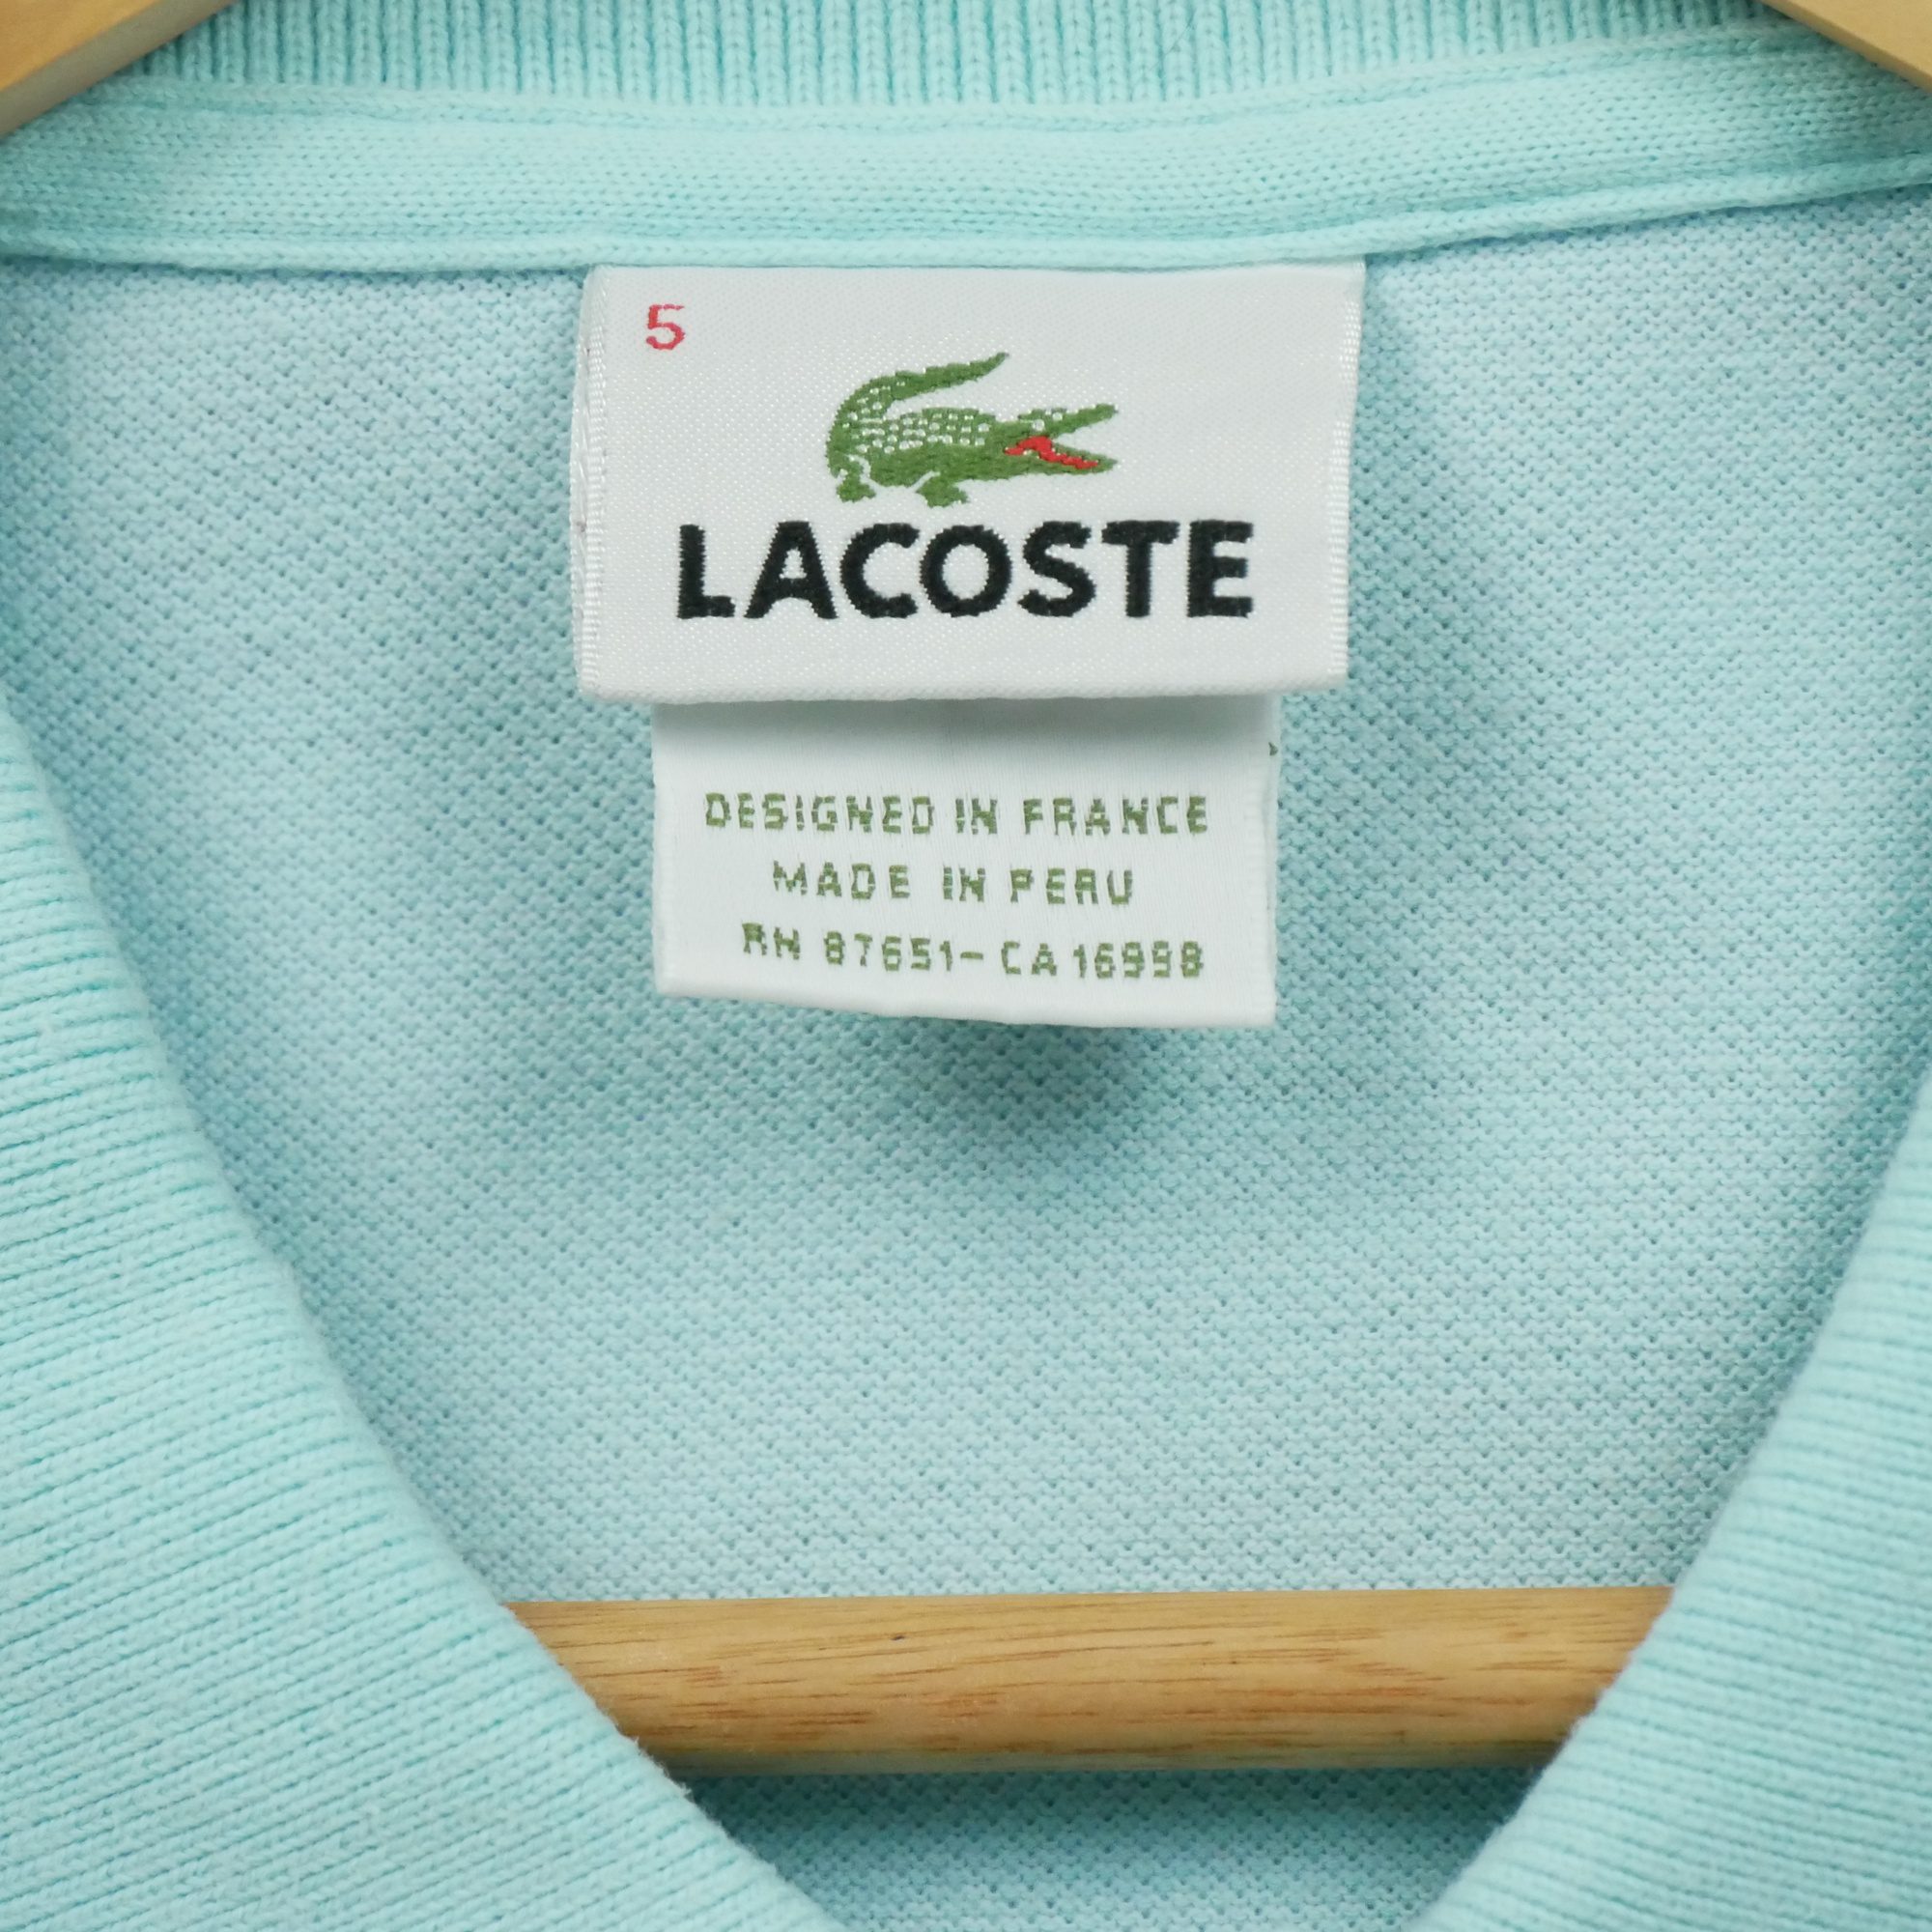 5
LACOSTE
DESIGNED IN FRANCE
MADE IN PERU
RN 87651-CA 16998